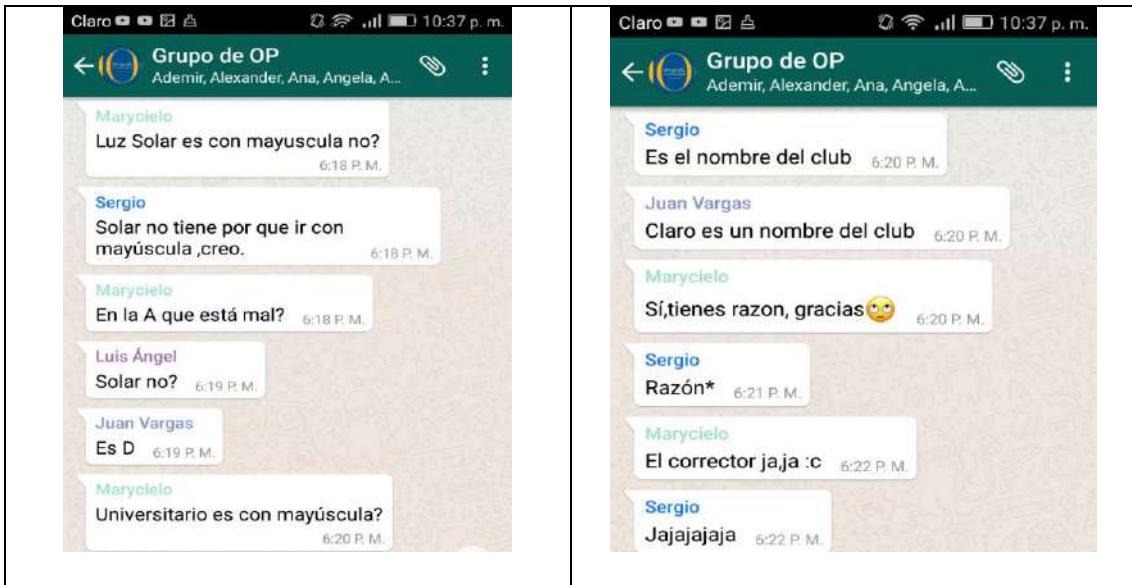 Claro 10:37 p. m.
Grupo de OP
Ademir, Alexander, Ana, Angela, A...
Marycielo
Luz Solar es con mayuscula no?
6:18 P. M.
Sergio
Solar no tiene por que ir con
mayúscula ,creo.
6:18 P. M.
Marycielo
En la A que está mal? 6:18 P. M.
Luis Ángel
Solar no? 6:19 P. M.
Juan Vargas
Es D 6:19 P. M.
Marycielo
Universitario es con mayúscula?
6:20 P. M.
Claro 10:37 p. m.
Grupo de OP
Ademir, Alexander, Ana, Angela, A...
Sergio
Es el nombre del club 6:20 P. M.
Juan Vargas
Claro es un nombre del club 6:20 P. M.
Marycielo
Sí,tienes razon, gracias🙄 6:20 P. M.
Sergio
Razón* 6:21 P. M.
Marycielo
El corrector ja,ja :c 6:22 P. M.
Sergio
Jajajajaja 6:22 P. M.